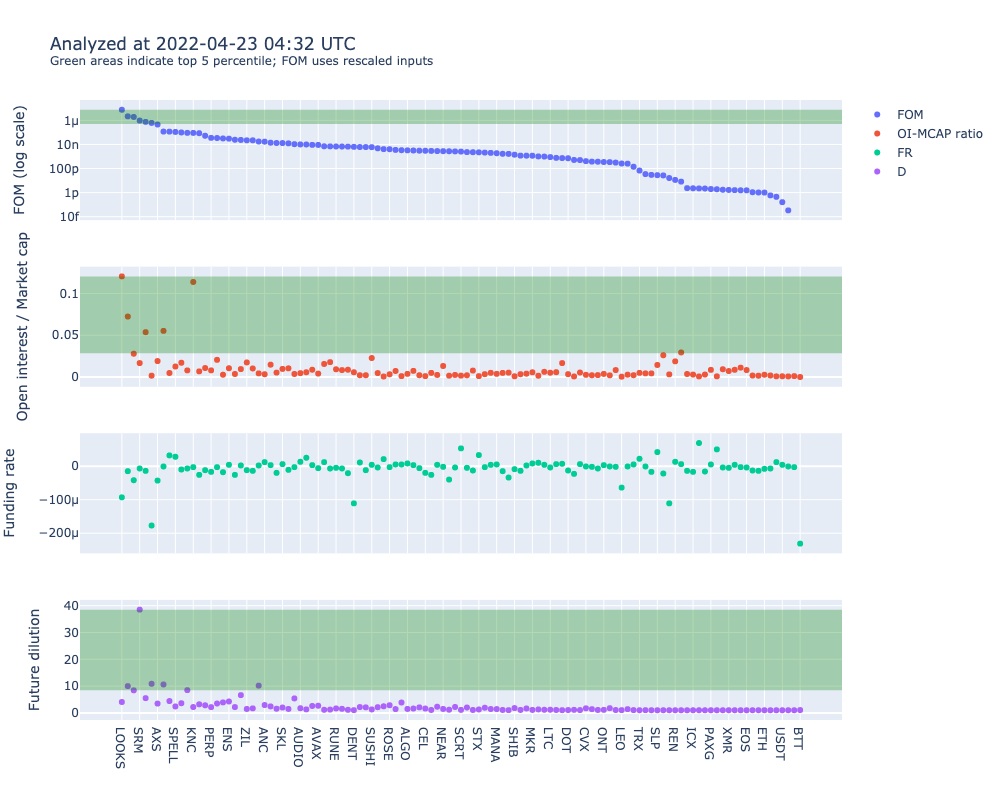 Analyzed at 2022-04-23 04:32 UTC
Green areas indicate top 5 percentile; FOM uses rescaled inputs
FOM (log scale)
1μ
10n
100p
1p
10f
FOM
OI-MCAP ratio
FR
D
Open interest / Market cap
0.1
0.05
0
Funding rate
0
−100μ
−200μ
Future dilution
40
30
20
10
0
LOOKS
SRM
AXS
SPELL
KNC
PERP
ENS
ZIL
ANC
SKL
AUDIO
AVAX
RUNE
DENT
SUSHI
ROSE
ALGO
CEL
NEAR
SCRT
STX
MANA
SHIB
MKR
LTC
DOT
CVX
ONT
LEO
TRX
SLP
REN
ICX
PAXG
XMR
EOS
ETH
USDT
BTT